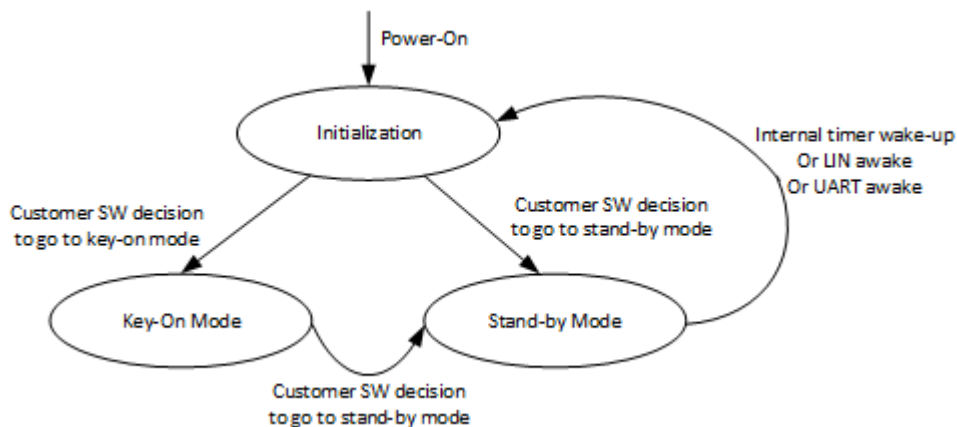 Power-On
Initialization
Internal timer wake-up
Or LIN awake
Or UART awake
Customer SW decision
to go to key-on mode
Customer SW decision
to go to stand-by mode
Key-On Mode
Stand-by Mode
Customer SW decision
to go to stand-by mode